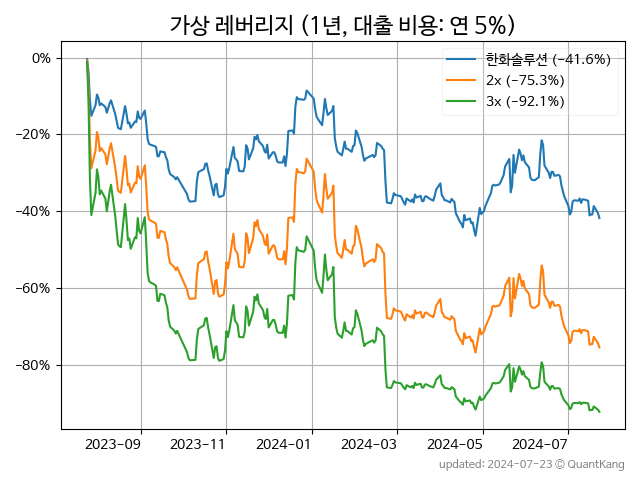 가상 레버리지 (1년, 대출 비용: 연 5%)
한화솔루션 (−41.6%)
2x (−75.3%)
3x (−92.1%)
0%
−20%
−40%
−60%
−80%
2023-09
2023-11
2024-01
2024-03
2024-05
2024-07
updated: 2024-07-23 © QuantKang